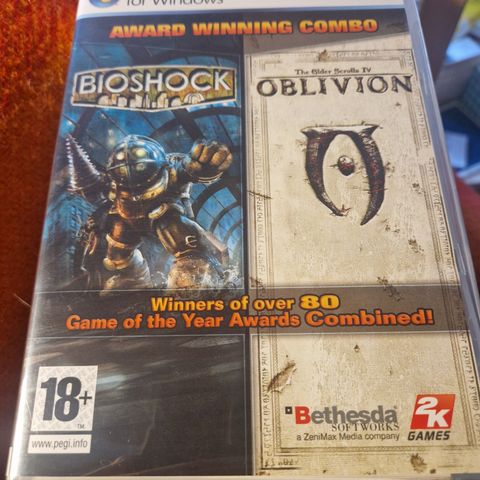 for Windows
AWARD WINNING COMBO
BIOSHOCK
The Elder Scrolls IV
OBLIVION
Winners of over 80
Game of the Year Awards Combined!
18+
www.pegi.info
Bethesda
SOFTWORKS
a ZeniMax Media company
2K
GAMES